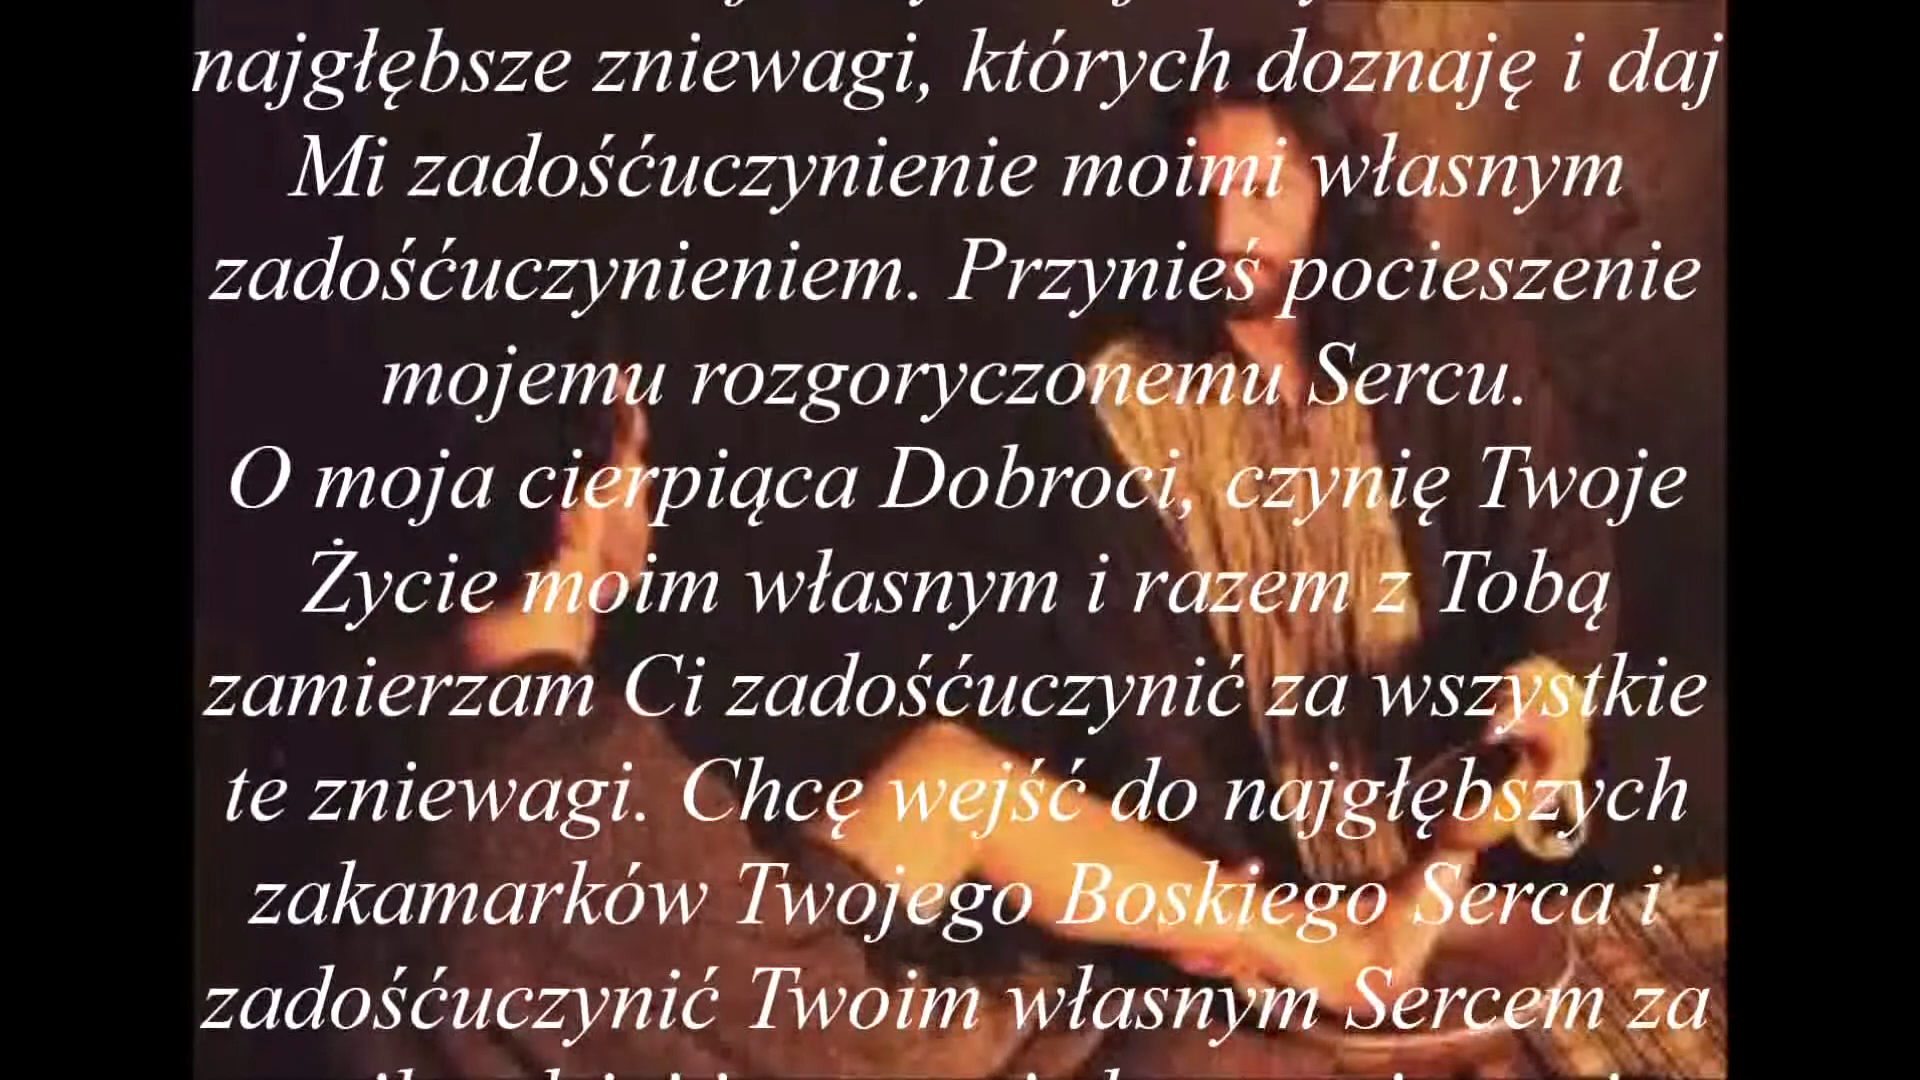 najgłębsze zniewagi, których doznaję i daj
Mi zadośćuczynienie moimi własnym
zadośćuczynieniem. Przynieś pocieszenie
mojemu rozgoryczonemu Sercu.
O moja cierpiąca Dobroci, czynię Twoje
Życie moim własnym i razem z Tobą
zamierzam Ci zadośćuczynić za wszystkie
te zniewagi. Chcę wejść do najgłębszych
zakamarków Twojego Boskiego Serca i
zadośćuczynić Twoim własnym Sercem za